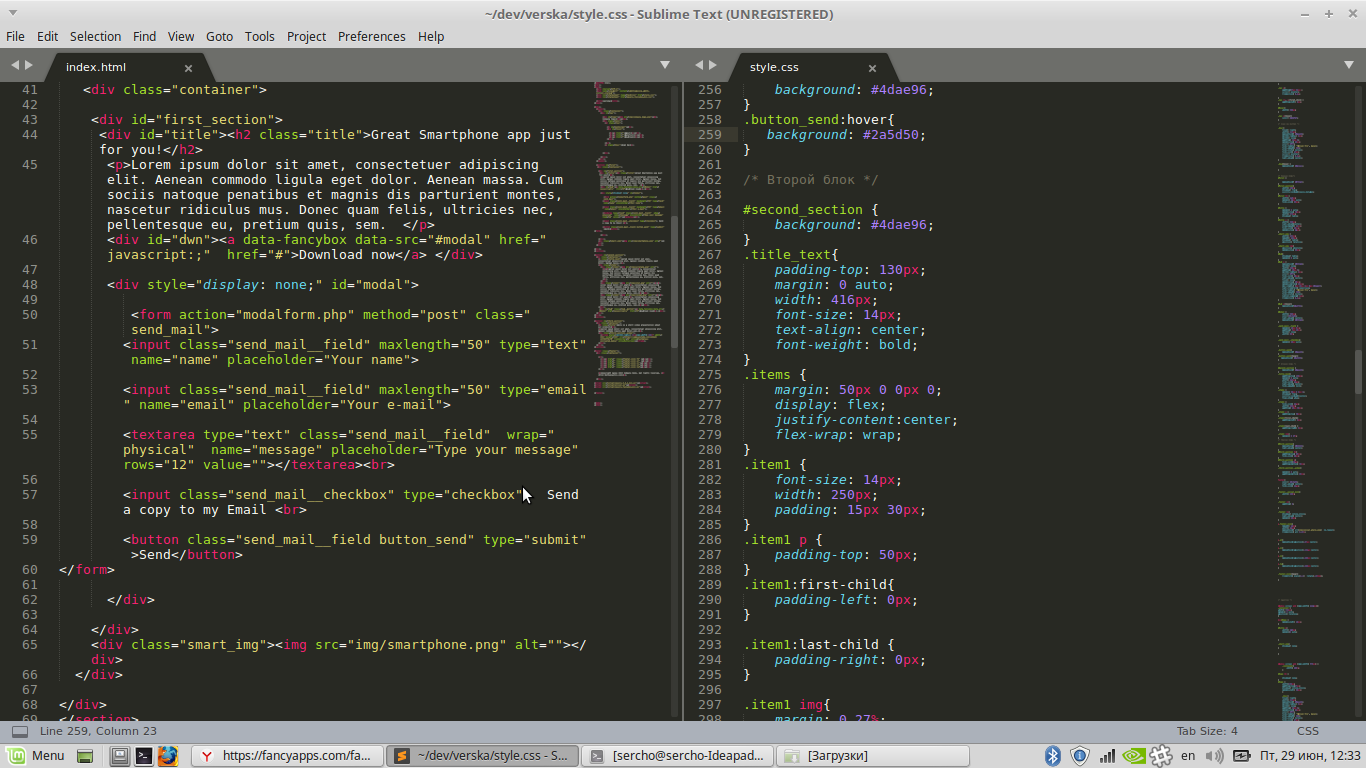 ~/dev/verska/style.css - Sublime Text (UNREGISTERED)
File Edit Selection Find View Goto Tools Project Preferences Help
index.html
41 <div class="container">
42
43 <div id="first_section">
44 <div id="title"><h2 class="title">Great Smartphone app just
for you!</h2>
45 <p>Lorem ipsum dolor sit amet, consectetuer adipiscing
elit. Aenean commodo ligula eget dolor. Aenean massa. Cum
sociis natoque penatibus et magnis dis parturient montes,
nascetur ridiculus mus. Donec quam felis, ultricies nec,
pellentesque eu, pretium quis, sem.  </p>
46 <div id="dwn"><a data-fancybox data-src="#modal" href="
javascript:;"  href="#">Download now</a> </div>
47
48 <div style="display: none;" id="modal">
49
50 <form action="modalform.php" method="post" class="
send_mail">
51 <input class="send_mail__field" maxlength="50" type="text"
name="name" placeholder="Your name">
52
53 <input class="send_mail__field" maxlength="50" type="email
" name="email" placeholder="Your e-mail">
54
55 <textarea type="text" class="send_mail__field"  wrap="
physical"  name="message" placeholder="Type your message"
rows="12" value=""></textarea><br>
56
57 <input class="send_mail__checkbox" type="checkbox"   Send
a copy to my Email <br>
58
59 <button class="send_mail__field button_send" type="submit"
>Send</button>
60 </form>
61
62 </div>
63
64 </div>
65 <div class="smart_img"><img src="img/smartphone.png" alt=""></
div>
66 </div>
67
68 </div>
69 </section>
style.css
256 background: #4dae96;
257 }
258 .button_send:hover{
259 background: #2a5d50;
260 }
261
262 /* Второй блок */
263
264 #second_section {
265 background: #4dae96;
266 }
267 .title_text{
268 padding-top: 130px;
269 margin: 0 auto;
270 width: 416px;
271 font-size: 14px;
272 text-align: center;
273 font-weight: bold;
274 }
275 .items {
276 margin: 50px 0 0px 0;
277 display: flex;
278 justify-content:center;
279 flex-wrap: wrap;
280 }
281 .item1 {
282 font-size: 14px;
283 width: 250px;
284 padding: 15px 30px;
285 }
286 .item1 p {
287 padding-top: 50px;
288 }
289 .item1:first-child{
290 padding-left: 0px;
291 }
292
293 .item1:last-child {
294 padding-right: 0px;
295 }
296
297 .item1 img{
298 margin: 0 27%;
Line 259, Column 23 Tab Size: 4 CSS
Menu https://fancyapps.com/fa... ~/dev/verska/style.css - S... [sercho@sercho-Ideapad... [Загрузки] en Пт, 29 июн, 12:33